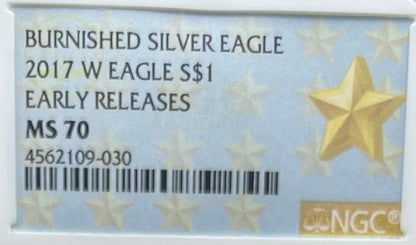 BURNISHED SILVER EAGLE
2017 W EAGLE S$1
EARLY RELEASES
MS 70
4562109-030
NGC®